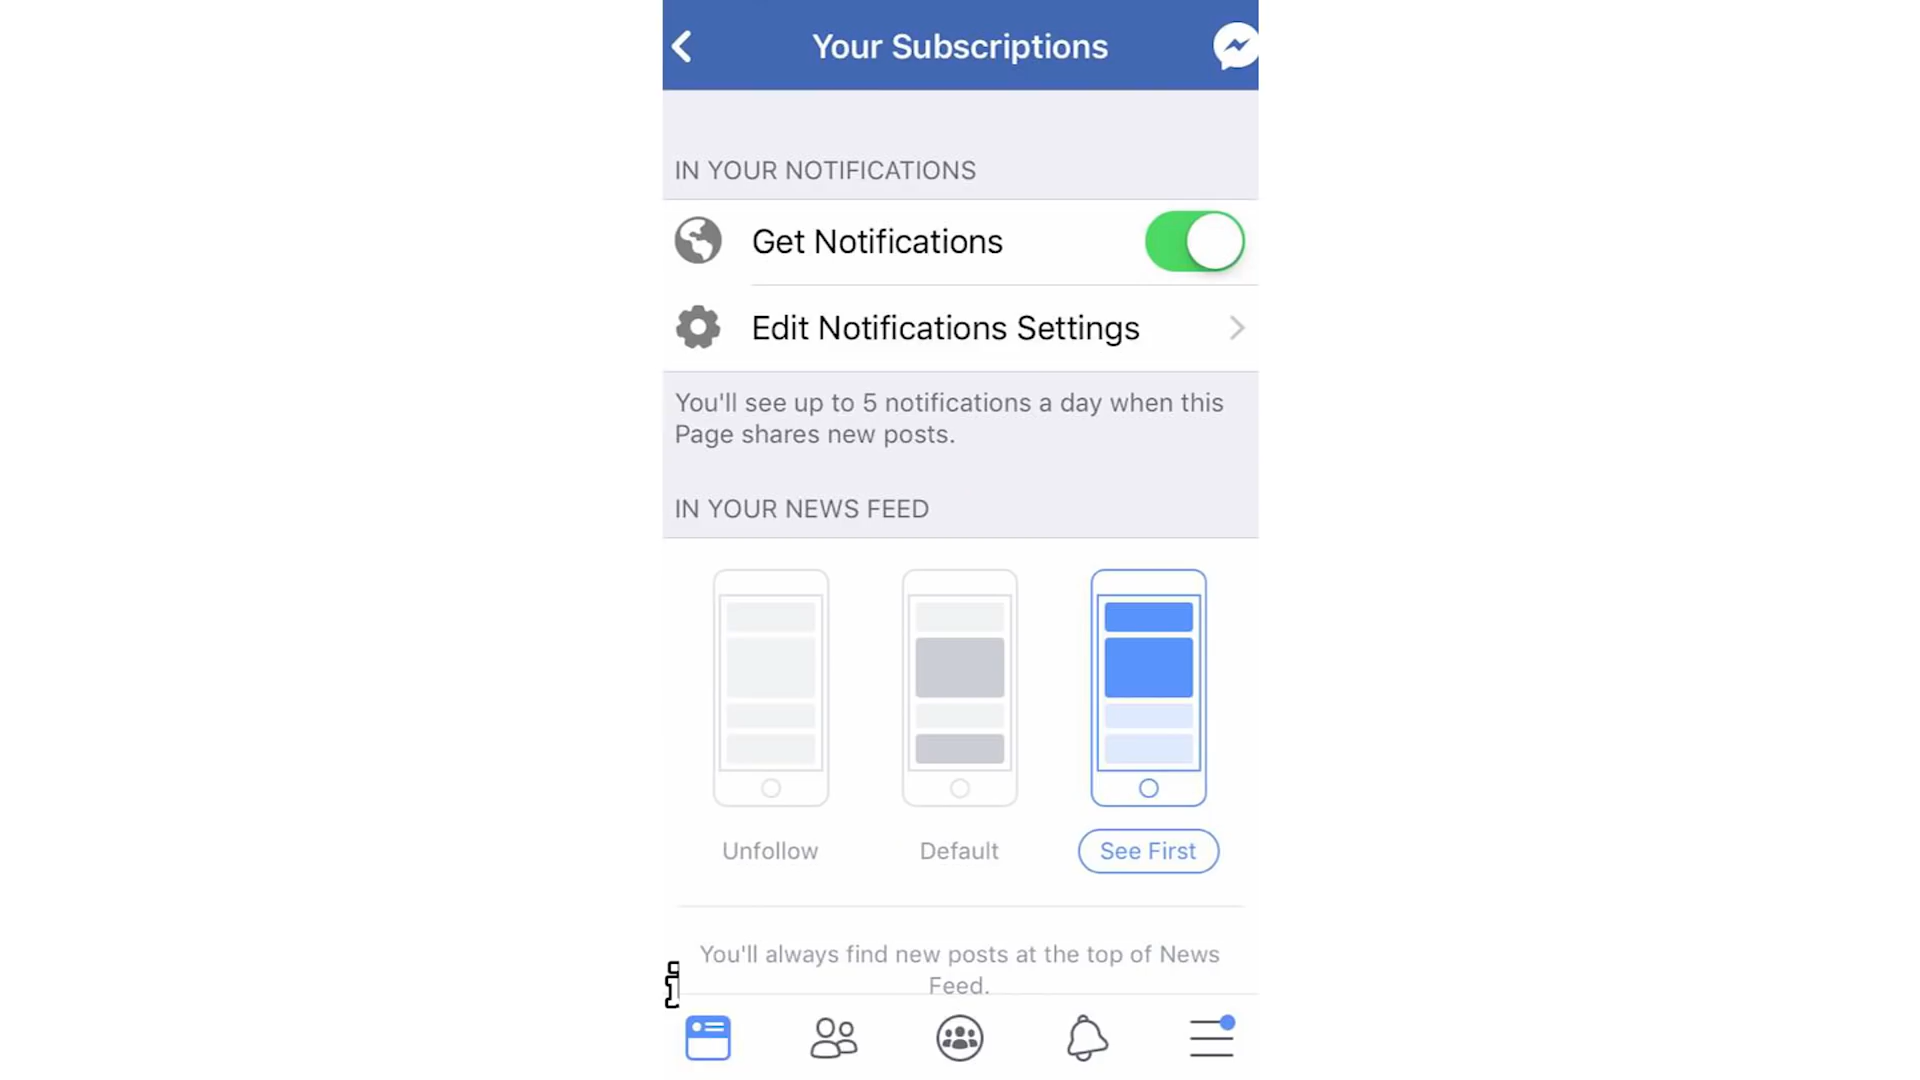 Your Subscriptions
IN YOUR NOTIFICATIONS
Get Notifications
Edit Notifications Settings
You'll see up to 5 notifications a day when this
Page shares new posts.
IN YOUR NEWS FEED
Unfollow
Default
See First
You'll always find new posts at the top of News
Feed.